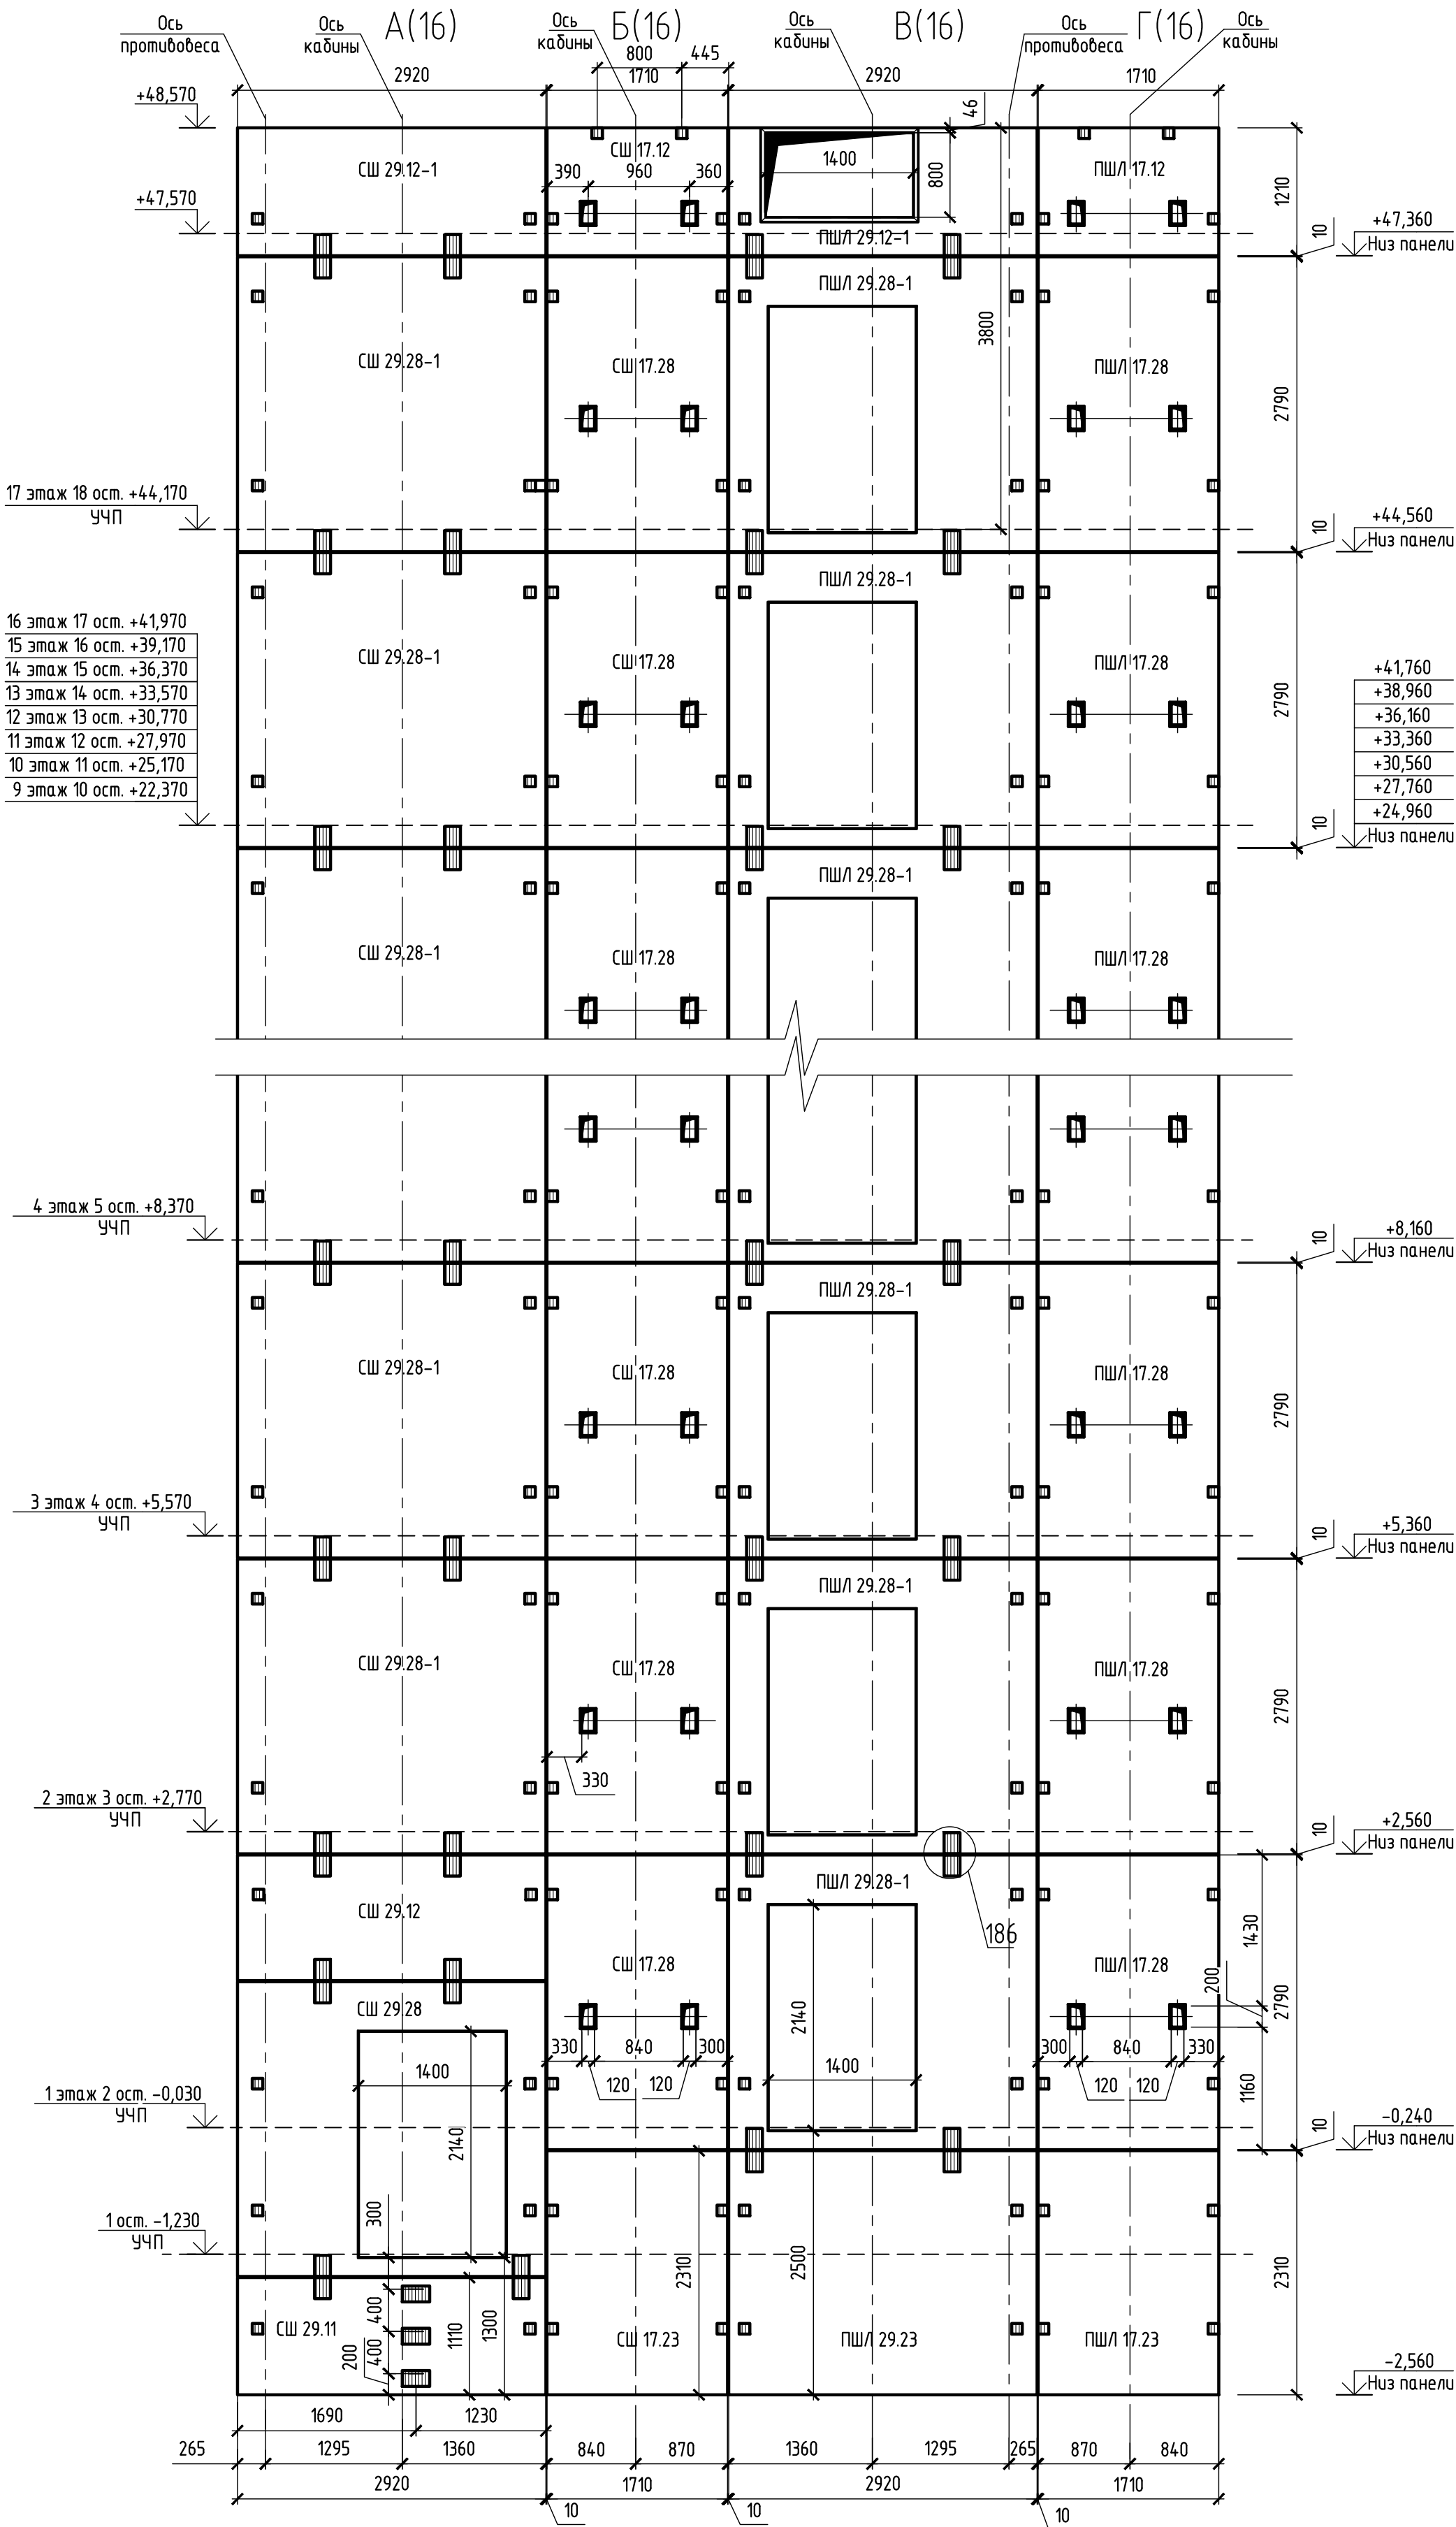 Ось
противовеса
Ось
кабины
А(16)
Ось
кабины
Б(16)
Ось
кабины
В(16)
Ось
противовеса
Г(16)
Ось
кабины
800
445
2920
1710
2920
1710
+48,570
46
СШ 29.12-1
СШ 17.12
1400
800
ПШЛ 17.12
1210
390
960
360
+47,570
ПШЛ 29.12-1
10
+47,360
Низ панели
ПШЛ 29.28-1
3800
СШ 29.28-1
СШ 17.28
ПШЛ 17.28
2790
17 этаж 18 ост. +44,170
УЧП
10
+44,560
Низ панели
ПШЛ 29.28-1
16 этаж 17 ост. +41,970
15 этаж 16 ост. +39,170
14 этаж 15 ост. +36,370
13 этаж 14 ост. +33,570
12 этаж 13 ост. +30,770
11 этаж 12 ост. +27,970
10 этаж 11 ост. +25,170
9 этаж 10 ост. +22,370
СШ 29.28-1
СШ 17.28
ПШЛ 17.28
2790
+41,760
+38,960
+36,160
+33,360
+30,560
+27,760
+24,960
Низ панели
10
ПШЛ 29.28-1
СШ 29.28-1
СШ 17.28
ПШЛ 17.28
4 этаж 5 ост. +8,370
УЧП
10
+8,160
Низ панели
ПШЛ 29.28-1
СШ 29.28-1
СШ 17.28
ПШЛ 17.28
2790
3 этаж 4 ост. +5,570
УЧП
10
+5,360
Низ панели
ПШЛ 29.28-1
СШ 29.28-1
СШ 17.28
ПШЛ 17.28
2790
330
2 этаж 3 ост. +2,770
УЧП
10
+2,560
Низ панели
ПШЛ 29.28-1
СШ 29.12
186
1430
СШ 17.28
ПШЛ 17.28
200
2790
СШ 29.28
2140
330
840
300
300
840
330
1400
1400
120
120
120
120
1160
1 этаж 2 ост. -0,030
УЧП
2140
10
-0,240
Низ панели
300
1 ост. -1,230
УЧП
2310
2500
2310
СШ 29.11
400
400
200
1110
1300
СШ 17.23
ПШЛ 29.23
ПШЛ 17.23
-2,560
Низ панели
1690
1230
265
1295
1360
840
870
1360
1295
265
870
840
2920
1710
2920
1710
10
10
10